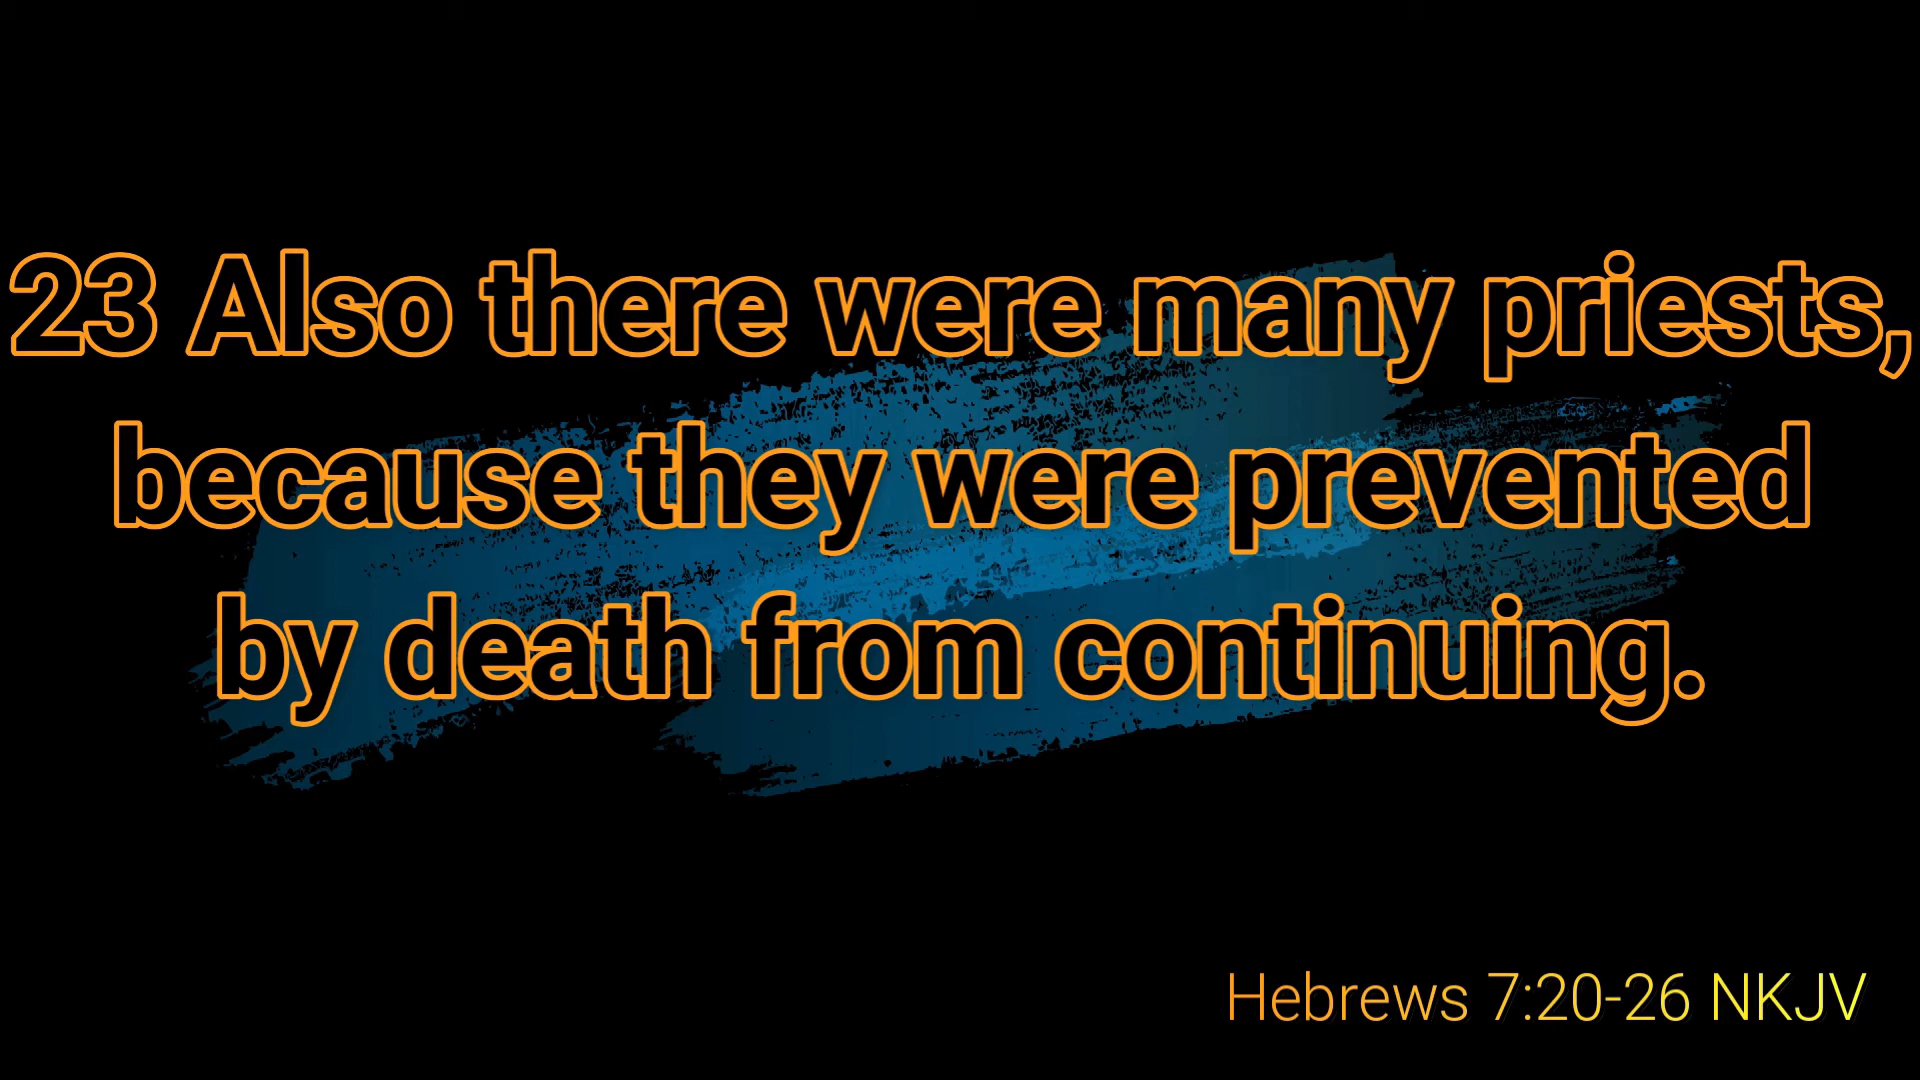 23 Also there were many priests,
because they were prevented
by death from continuing.
Hebrews 7:20-26 NKJV